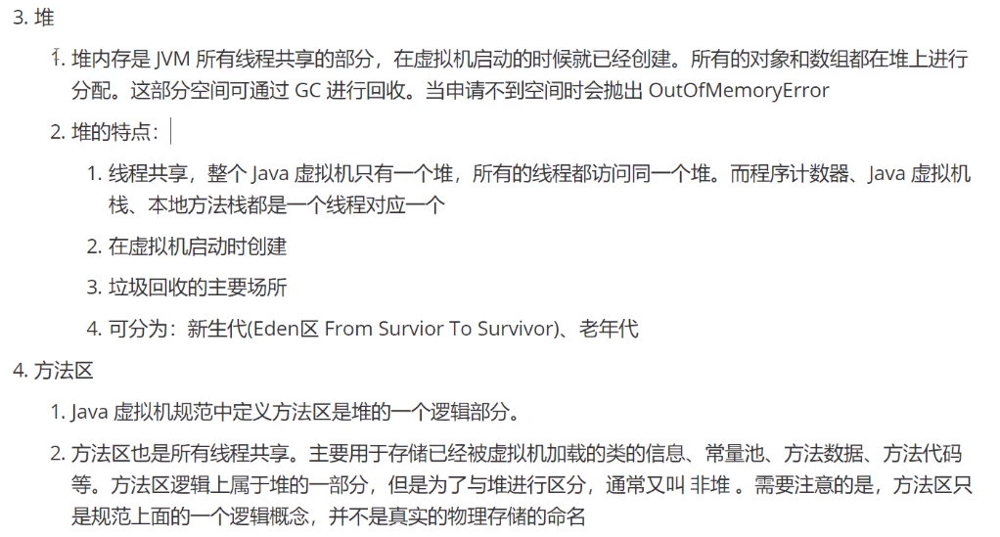 3. 堆
1. 堆内存是 JVM 所有线程共享的部分，在虚拟机启动的时候就已经创建。所有的对象和数组都在堆上进行
分配。这部分空间可通过 GC 进行回收。当申请不到空间时会抛出 OutOfMemoryError
2. 堆的特点：
1. 线程共享，整个 Java 虚拟机只有一个堆，所有的线程都访问同一个堆。而程序计数器、Java 虚拟机
栈、本地方法栈都是一个线程对应一个
2. 在虚拟机启动时创建
3. 垃圾回收的主要场所
4. 可分为：新生代(Eden区 From Survior To Survivor)、老年代
4. 方法区
1. Java 虚拟机规范中定义方法区是堆的一个逻辑部分。
2. 方法区也是所有线程共享。主要用于存储已经被虚拟机加载的类的信息、常量池、方法数据、方法代码
等。方法区逻辑上属于堆的一部分，但是为了与堆进行区分，通常又叫 非堆 。需要注意的是，方法区只
是规范上面的一个逻辑概念，并不是真实的物理存储的命名